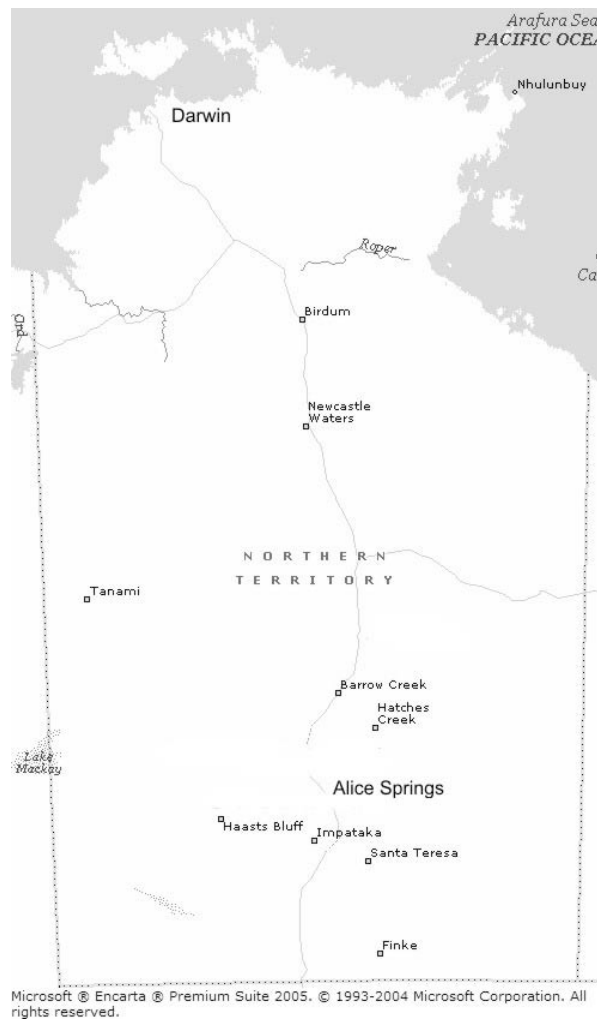 Arafura Sea
PACIFIC OCEA
Nhulunbuy
Darwin
Roper
Ca
Ord
Birdum
Newcastle
Waters
NORTHERN
TERRITORY
Tanami
Barrow Creek
Hatches
Creek
Lake
Mackay
Alice Springs
Haasts Bluff
Impataka
Santa Teresa
Finke
Microsoft ® Encarta ® Premium Suite 2005. © 1993-2004 Microsoft Corporation. All
rights reserved.